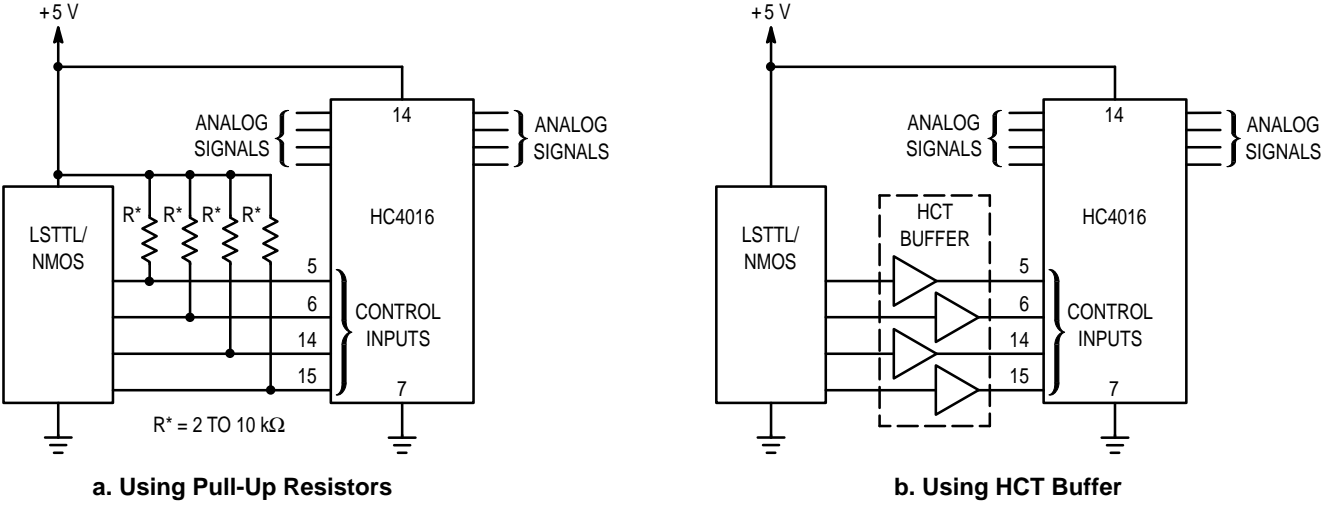 +5 V
14
ANALOG
SIGNALS
ANALOG
SIGNALS
R* R* R* R*
HC4016
LSTTL/
NMOS
5
6
CONTROL
INPUTS
14
15
7
R* = 2 TO 10 kΩ
a. Using Pull-Up Resistors
+5 V
14
ANALOG
SIGNALS
ANALOG
SIGNALS
HCT
BUFFER
HC4016
LSTTL/
NMOS
5
6
CONTROL
INPUTS
14
15
7
b. Using HCT Buffer